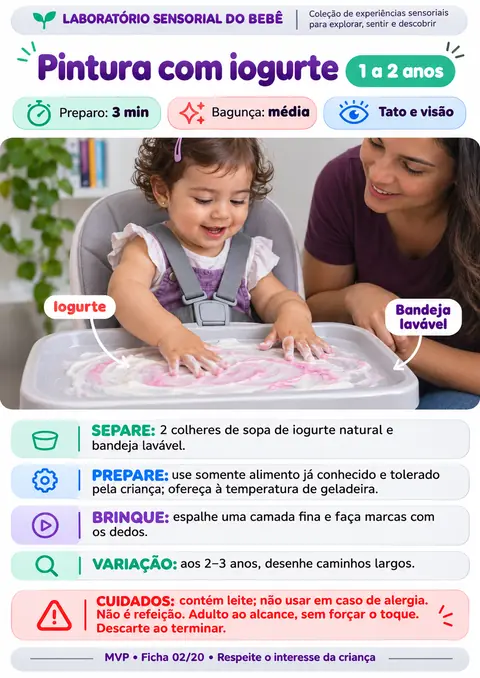 LABORATÓRIO SENSORIAL DO BEBÊ
Coleção de experiências sensoriais
para explorar, sentir e descobrir
Pintura com iogurte
1 a 2 anos
Preparo: 3 min
Bagunça: média
Tato e visão
Iogurte
Bandeja
lavável
SEPARE: 2 colheres de sopa de iogurte natural e
bandeja lavável.
PREPARE: use somente alimento já conhecido e tolerado
pela criança; ofereça à temperatura de geladeira.
BRINQUE: espalhe uma camada fina e faça marcas com
os dedos.
VARIAÇÃO: aos 2–3 anos, desenhe caminhos largos.
CUIDADOS: contém leite; não usar em caso de alergia.
Não é refeição. Adulto ao alcance, sem forçar o toque.
Descarte ao terminar.
MVP • Ficha 02/20 • Respeite o interesse da criança